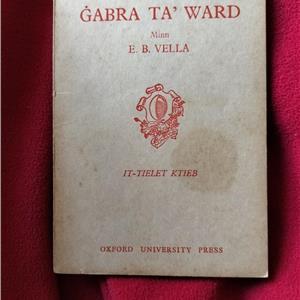 ĠABRA TA' WARD
Minn
E. B. VELLA
IT-TIELET KTIEB
OXFORD UNIVERSITY PRESS